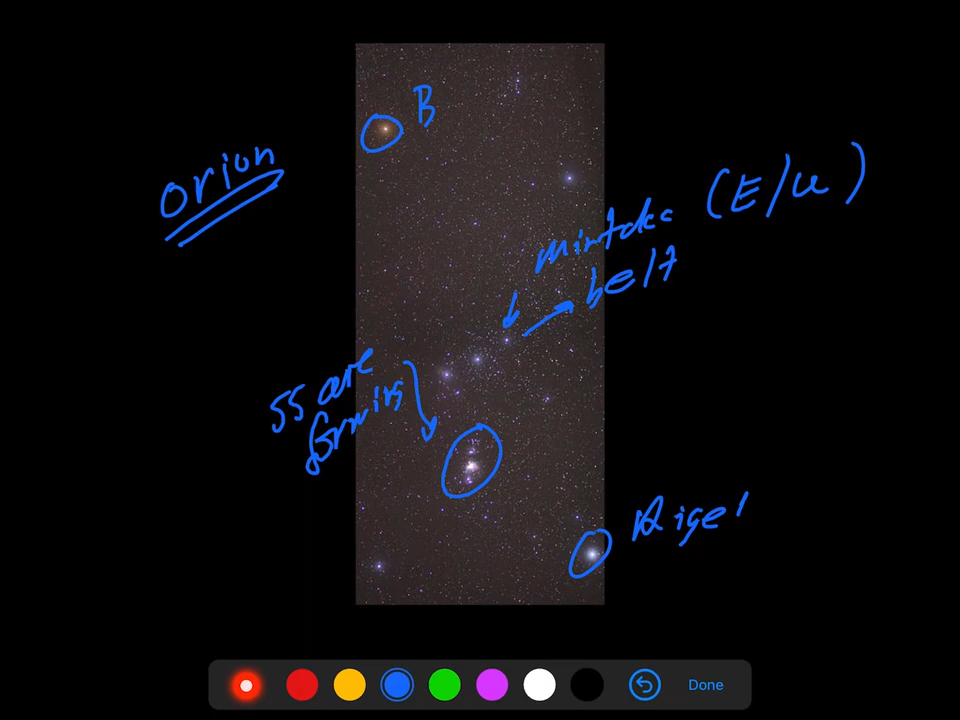 B
orion
mintaka (E/W)
belt
SS are
forming
Rigel
Done